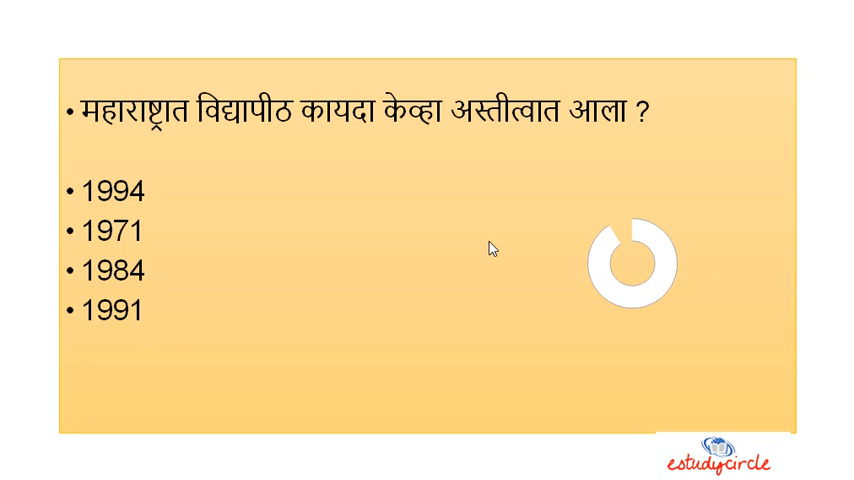 • महाराष्ट्रात विद्यापीठ कायदा केव्हा अस्तीत्वात आला ?
• 1994
• 1971
• 1984
• 1991
estudycircle